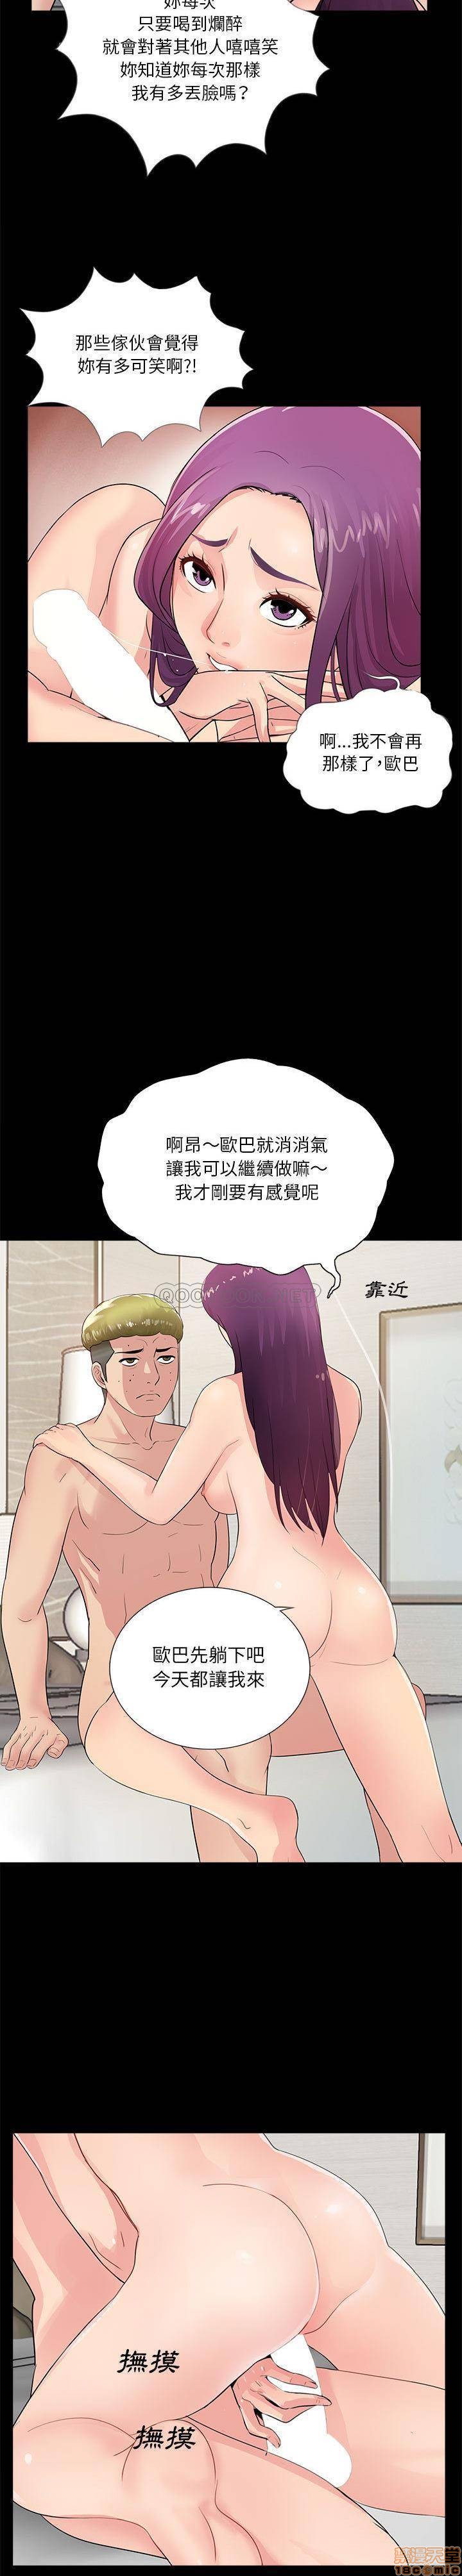 妳每次
只要喝到爛醉
就會對著其他人嘻嘻笑
妳知道妳每次那樣
我有多丟臉嗎？
那些傢伙會覺得
妳有多可笑啊?!
啊...我不會再
那樣了，歐巴
啊昂～歐巴就消消氣
讓我可以繼續做嘛～
我才剛要有感覺呢
靠近
歐巴先躺下吧
今天都讓我來
撫摸
撫摸